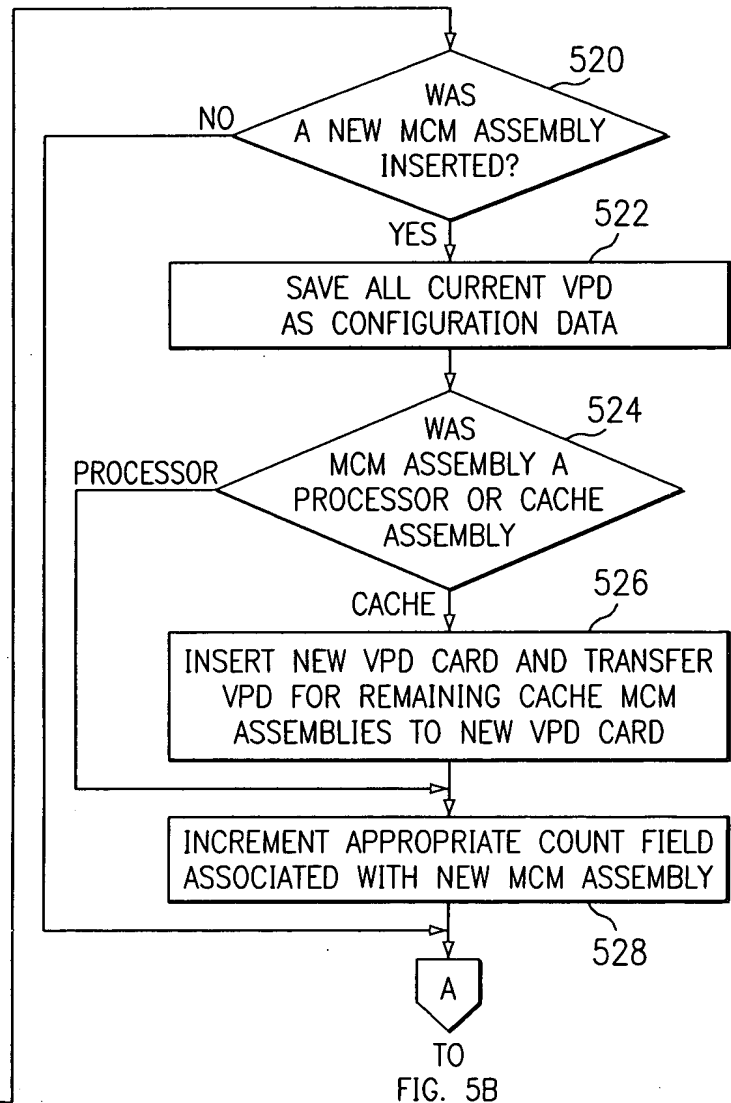 520
WAS
A NEW MCM ASSEMBLY
INSERTED?
NO
YES
522
SAVE ALL CURRENT VPD
AS CONFIGURATION DATA
524
WAS
MCM ASSEMBLY A
PROCESSOR OR CACHE
ASSEMBLY
PROCESSOR
CACHE
526
INSERT NEW VPD CARD AND TRANSFER
VPD FOR REMAINING CACHE MCM
ASSEMBLIES TO NEW VPD CARD
INCREMENT APPROPRIATE COUNT FIELD
ASSOCIATED WITH NEW MCM ASSEMBLY
528
A
TO
FIG. 5B